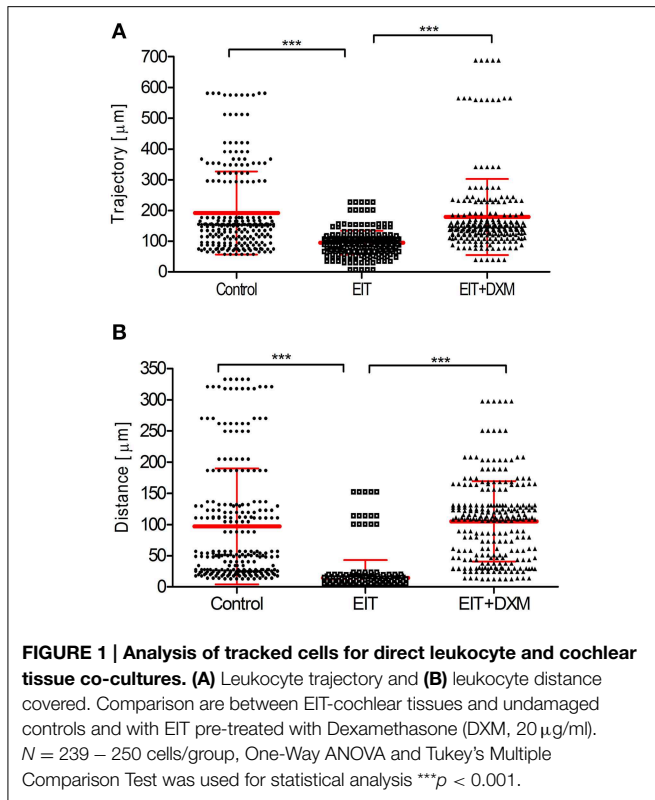 A
***
***
700
600
500
400
300
200
100
0
Trajectory [µm]
Control
EIT
EIT+DXM
B
***
***
350
300
250
200
150
100
50
0
Distance [µm]
Control
EIT
EIT+DXM
FIGURE 1 | Analysis of tracked cells for direct leukocyte and cochlear
tissue co-cultures. (A) Leukocyte trajectory and (B) leukocyte distance
covered. Comparison are between EIT-cochlear tissues and undamaged
controls and with EIT pre-treated with Dexamethasone (DXM, 20 µg/ml).
N = 239 – 250 cells/group, One-Way ANOVA and Tukey's Multiple
Comparison Test was used for statistical analysis ***p < 0.001.